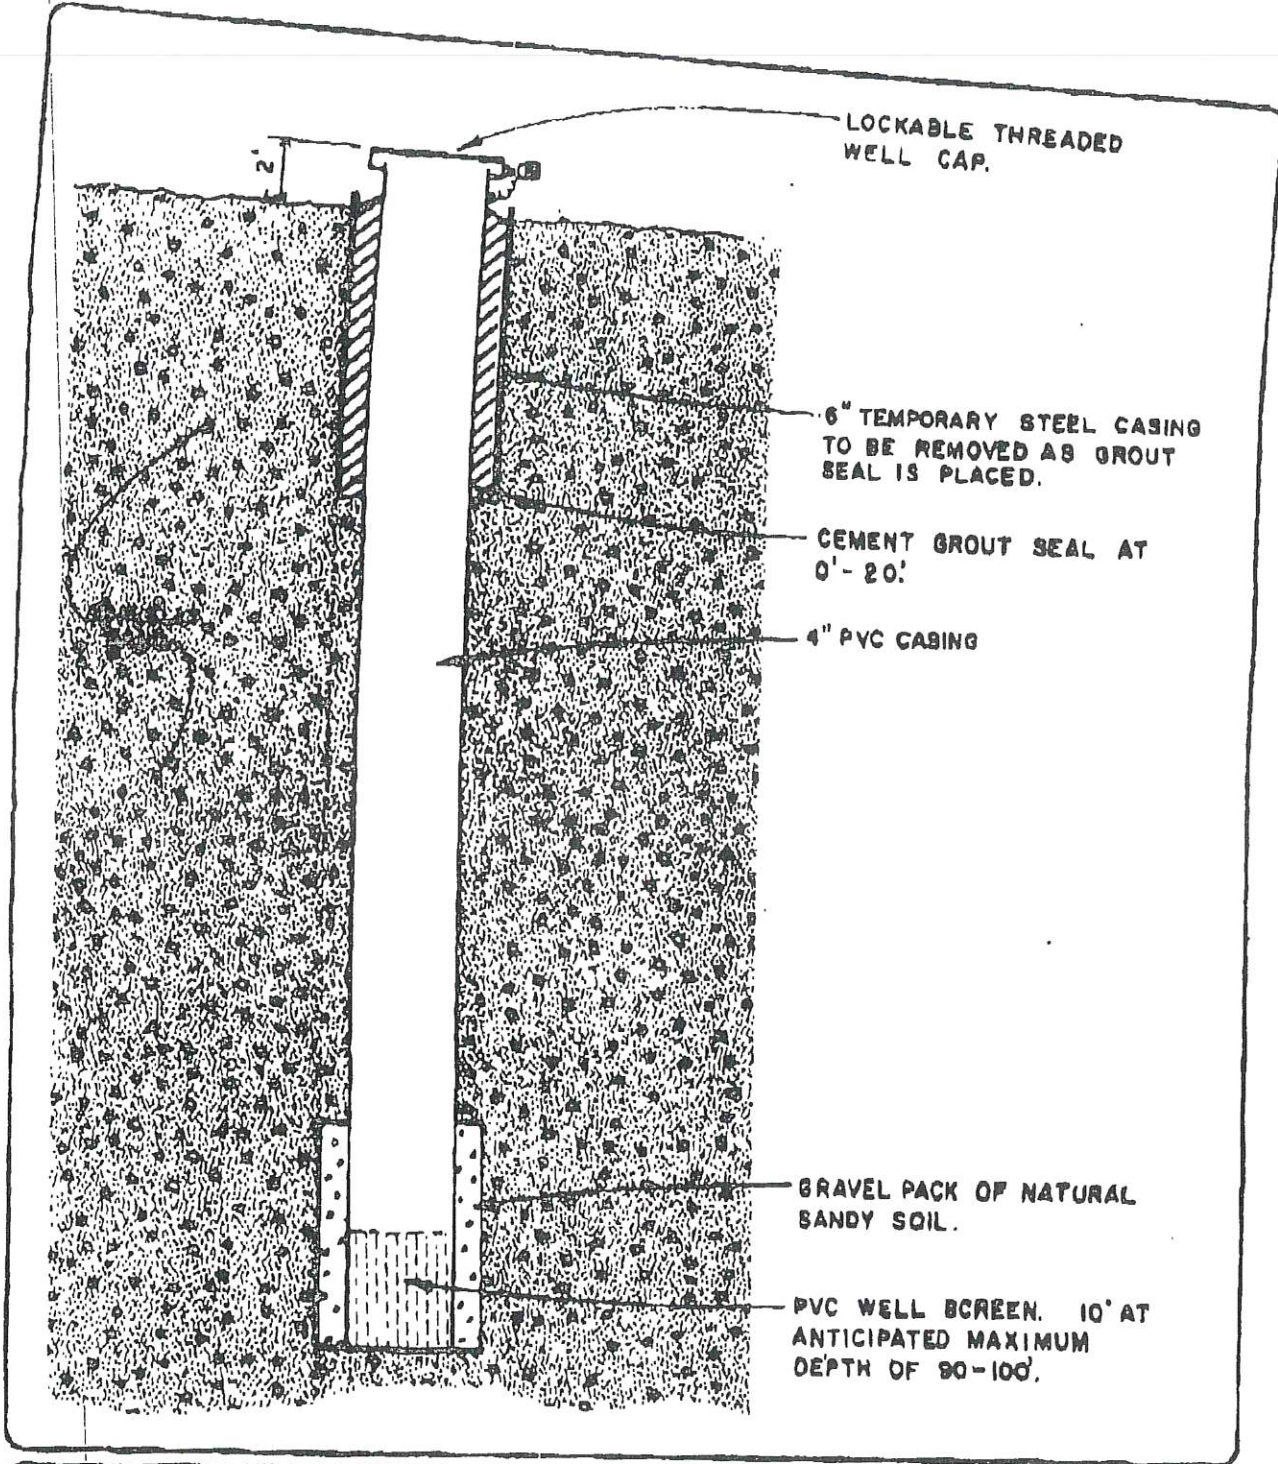 LOCKABLE THREADED
WELL CAP.
2'
6" TEMPORARY STEEL CASING
TO BE REMOVED AS GROUT
SEAL IS PLACED.
CEMENT GROUT SEAL AT
0'-20'.
4" PVC CASING
GRAVEL PACK OF NATURAL
SANDY SOIL.
PVC WELL SCREEN. 10' AT
ANTICIPATED MAXIMUM
DEPTH OF 90-100'.